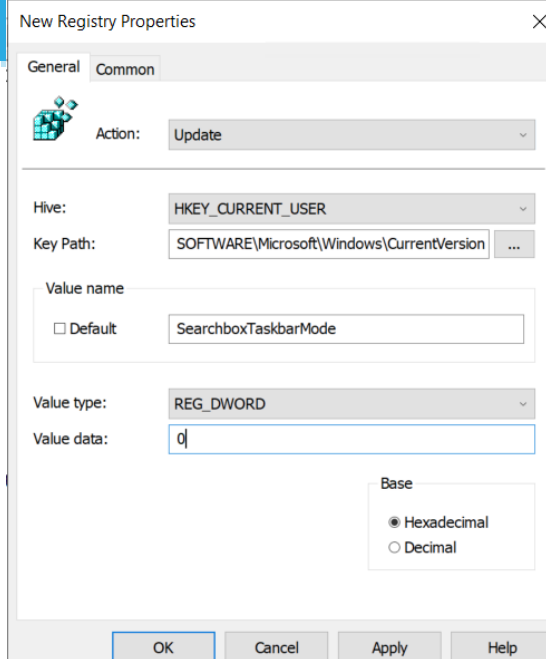 New Registry Properties
General Common
Action: Update
Hive: HKEY_CURRENT_USER
Key Path: SOFTWARE\Microsoft\Windows\CurrentVersion ...
Value name
Default SearchboxTaskbarMode
Value type: REG_DWORD
Value data: 0
Base
Hexadecimal
Decimal
OK Cancel Apply Help